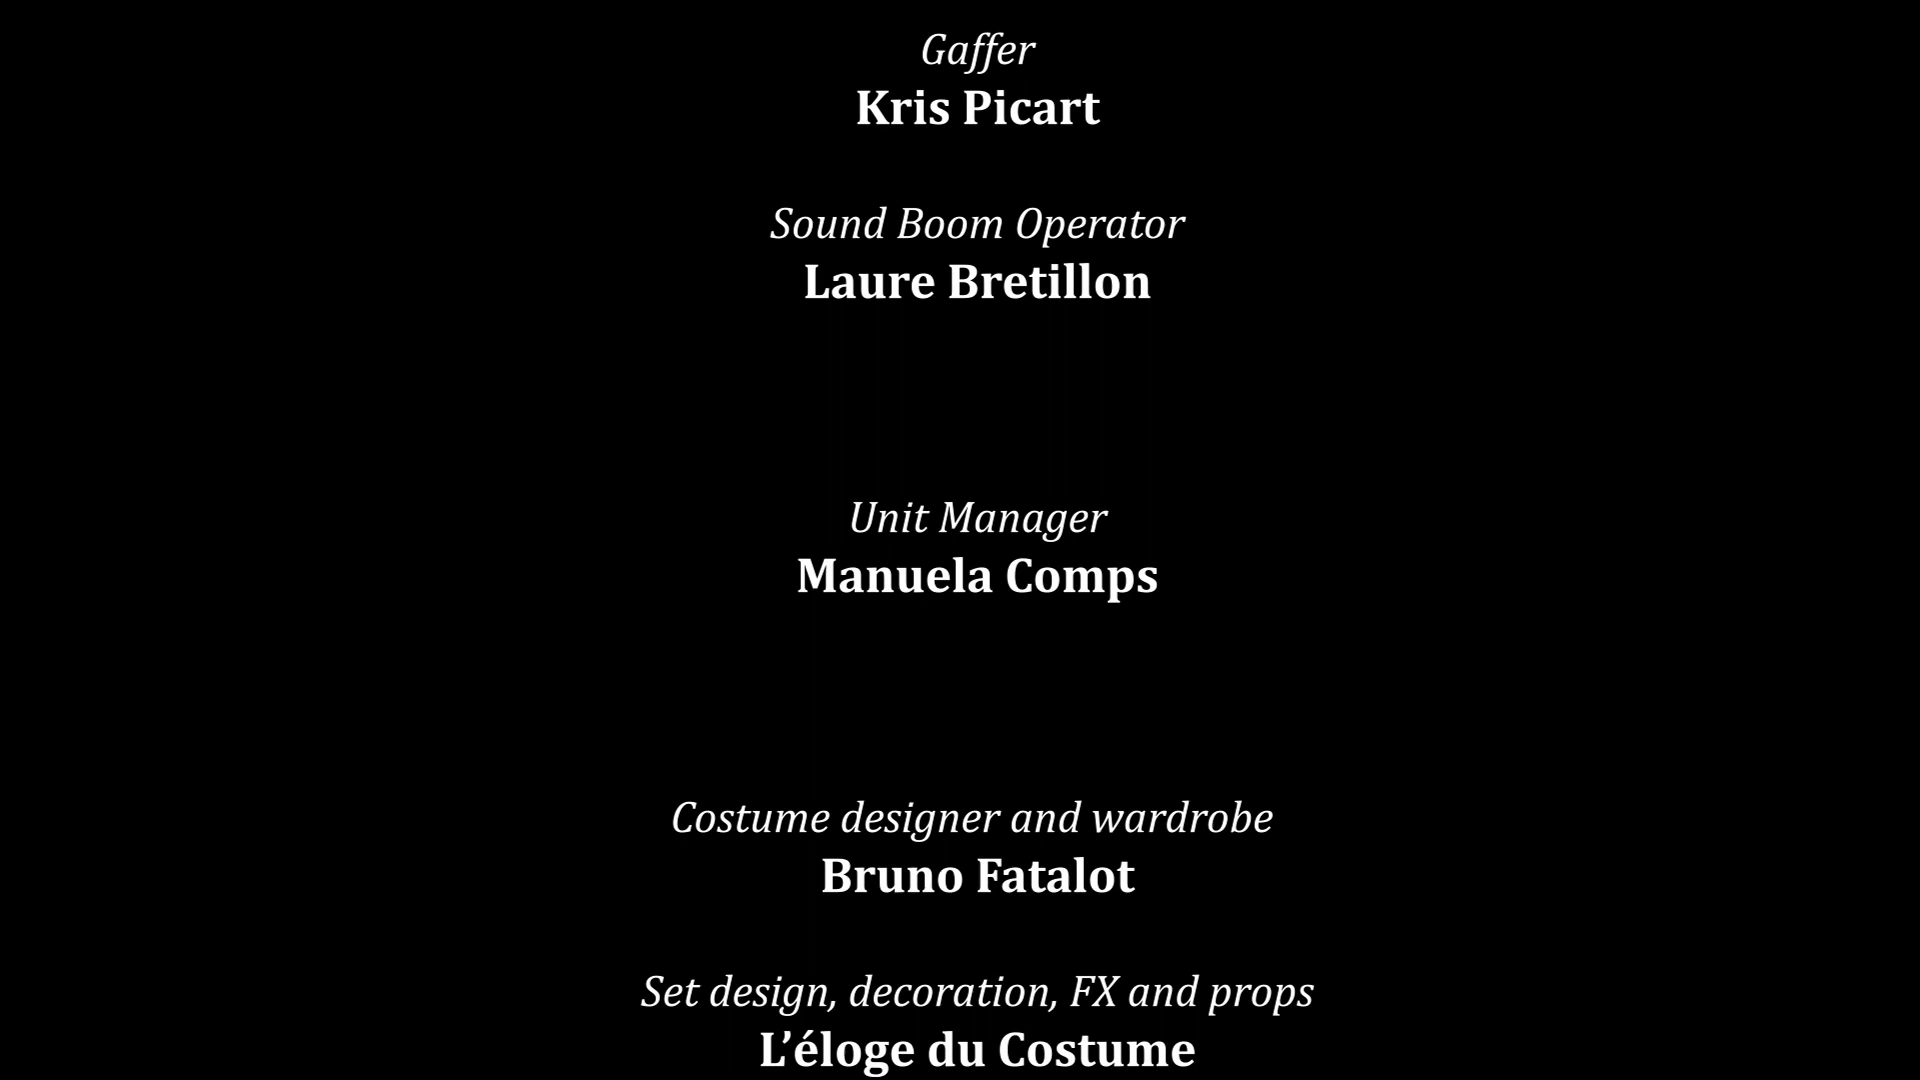 Gaffer
Kris Picart
Sound Boom Operator
Laure Bretillon
Unit Manager
Manuela Comps
Costume designer and wardrobe
Bruno Fatalot
Set design, decoration, FX and props
L’éloge du Costume